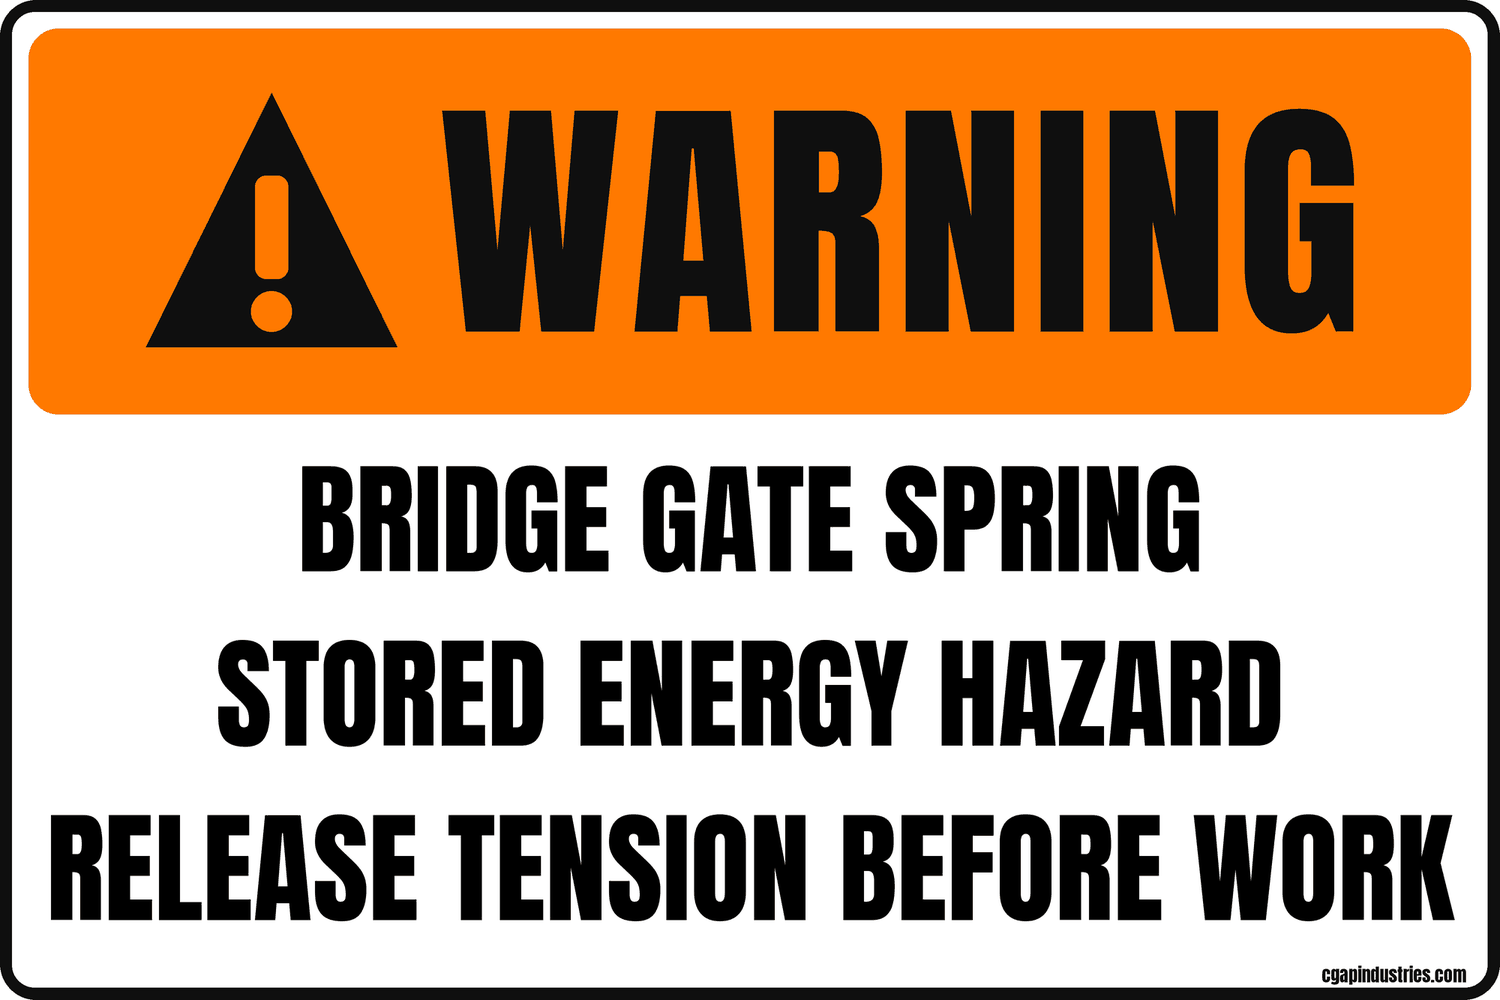 WARNING
BRIDGE GATE SPRING
STORED ENERGY HAZARD
RELEASE TENSION BEFORE WORK
cgapindustries.com